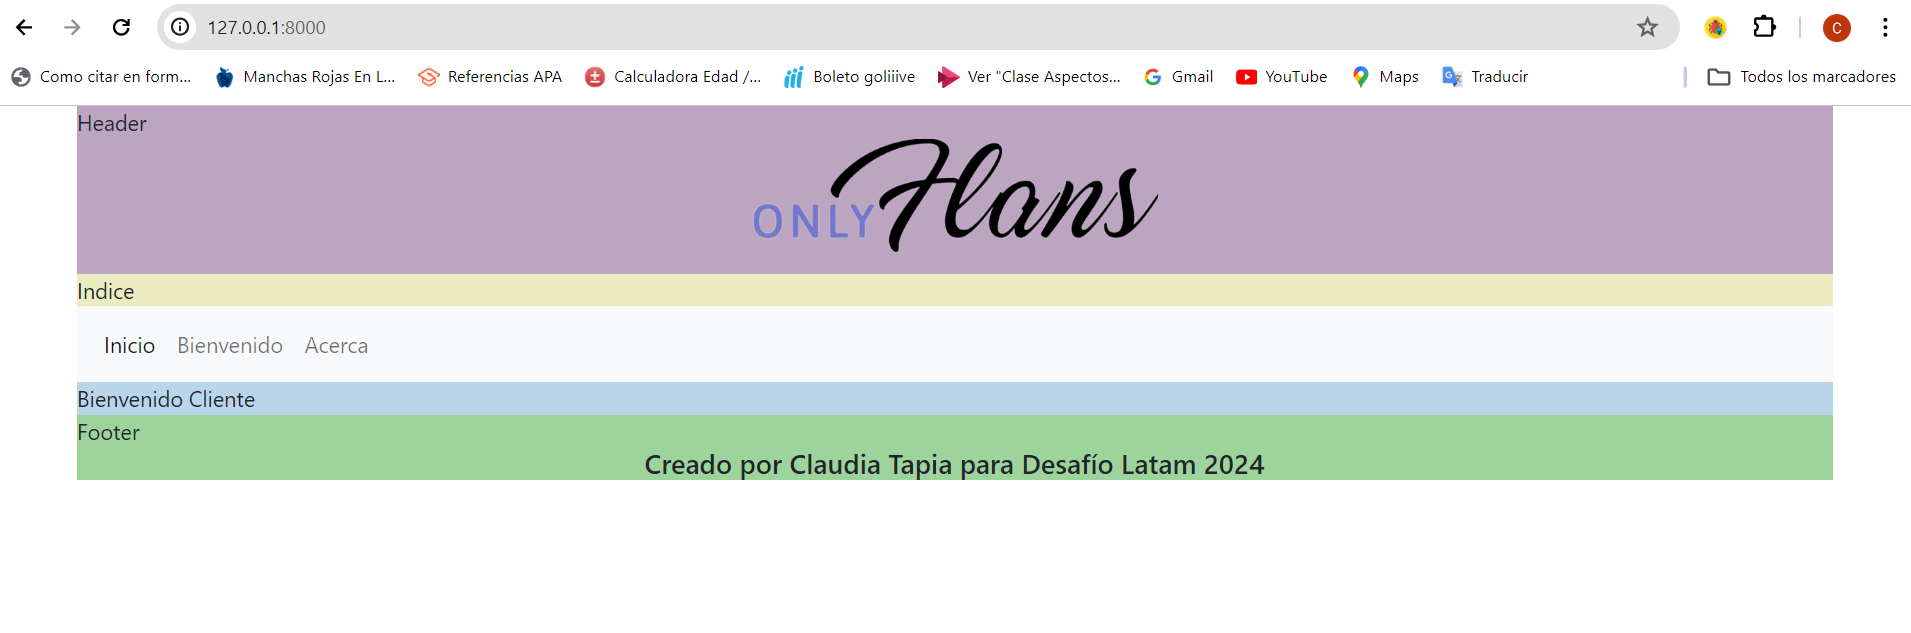 127.0.0.1:8000
C
Como citar en form... Manchas Rojas En L... Referencias APA Calculadora Edad /... Boleto goliiive Ver "Clase Aspectos... Gmail YouTube Maps Traducir Todos los marcadores
Header
ONLY Flans
Indice
Inicio Bienvenido Acerca
Bienvenido Cliente
Footer
Creado por Claudia Tapia para Desafío Latam 2024